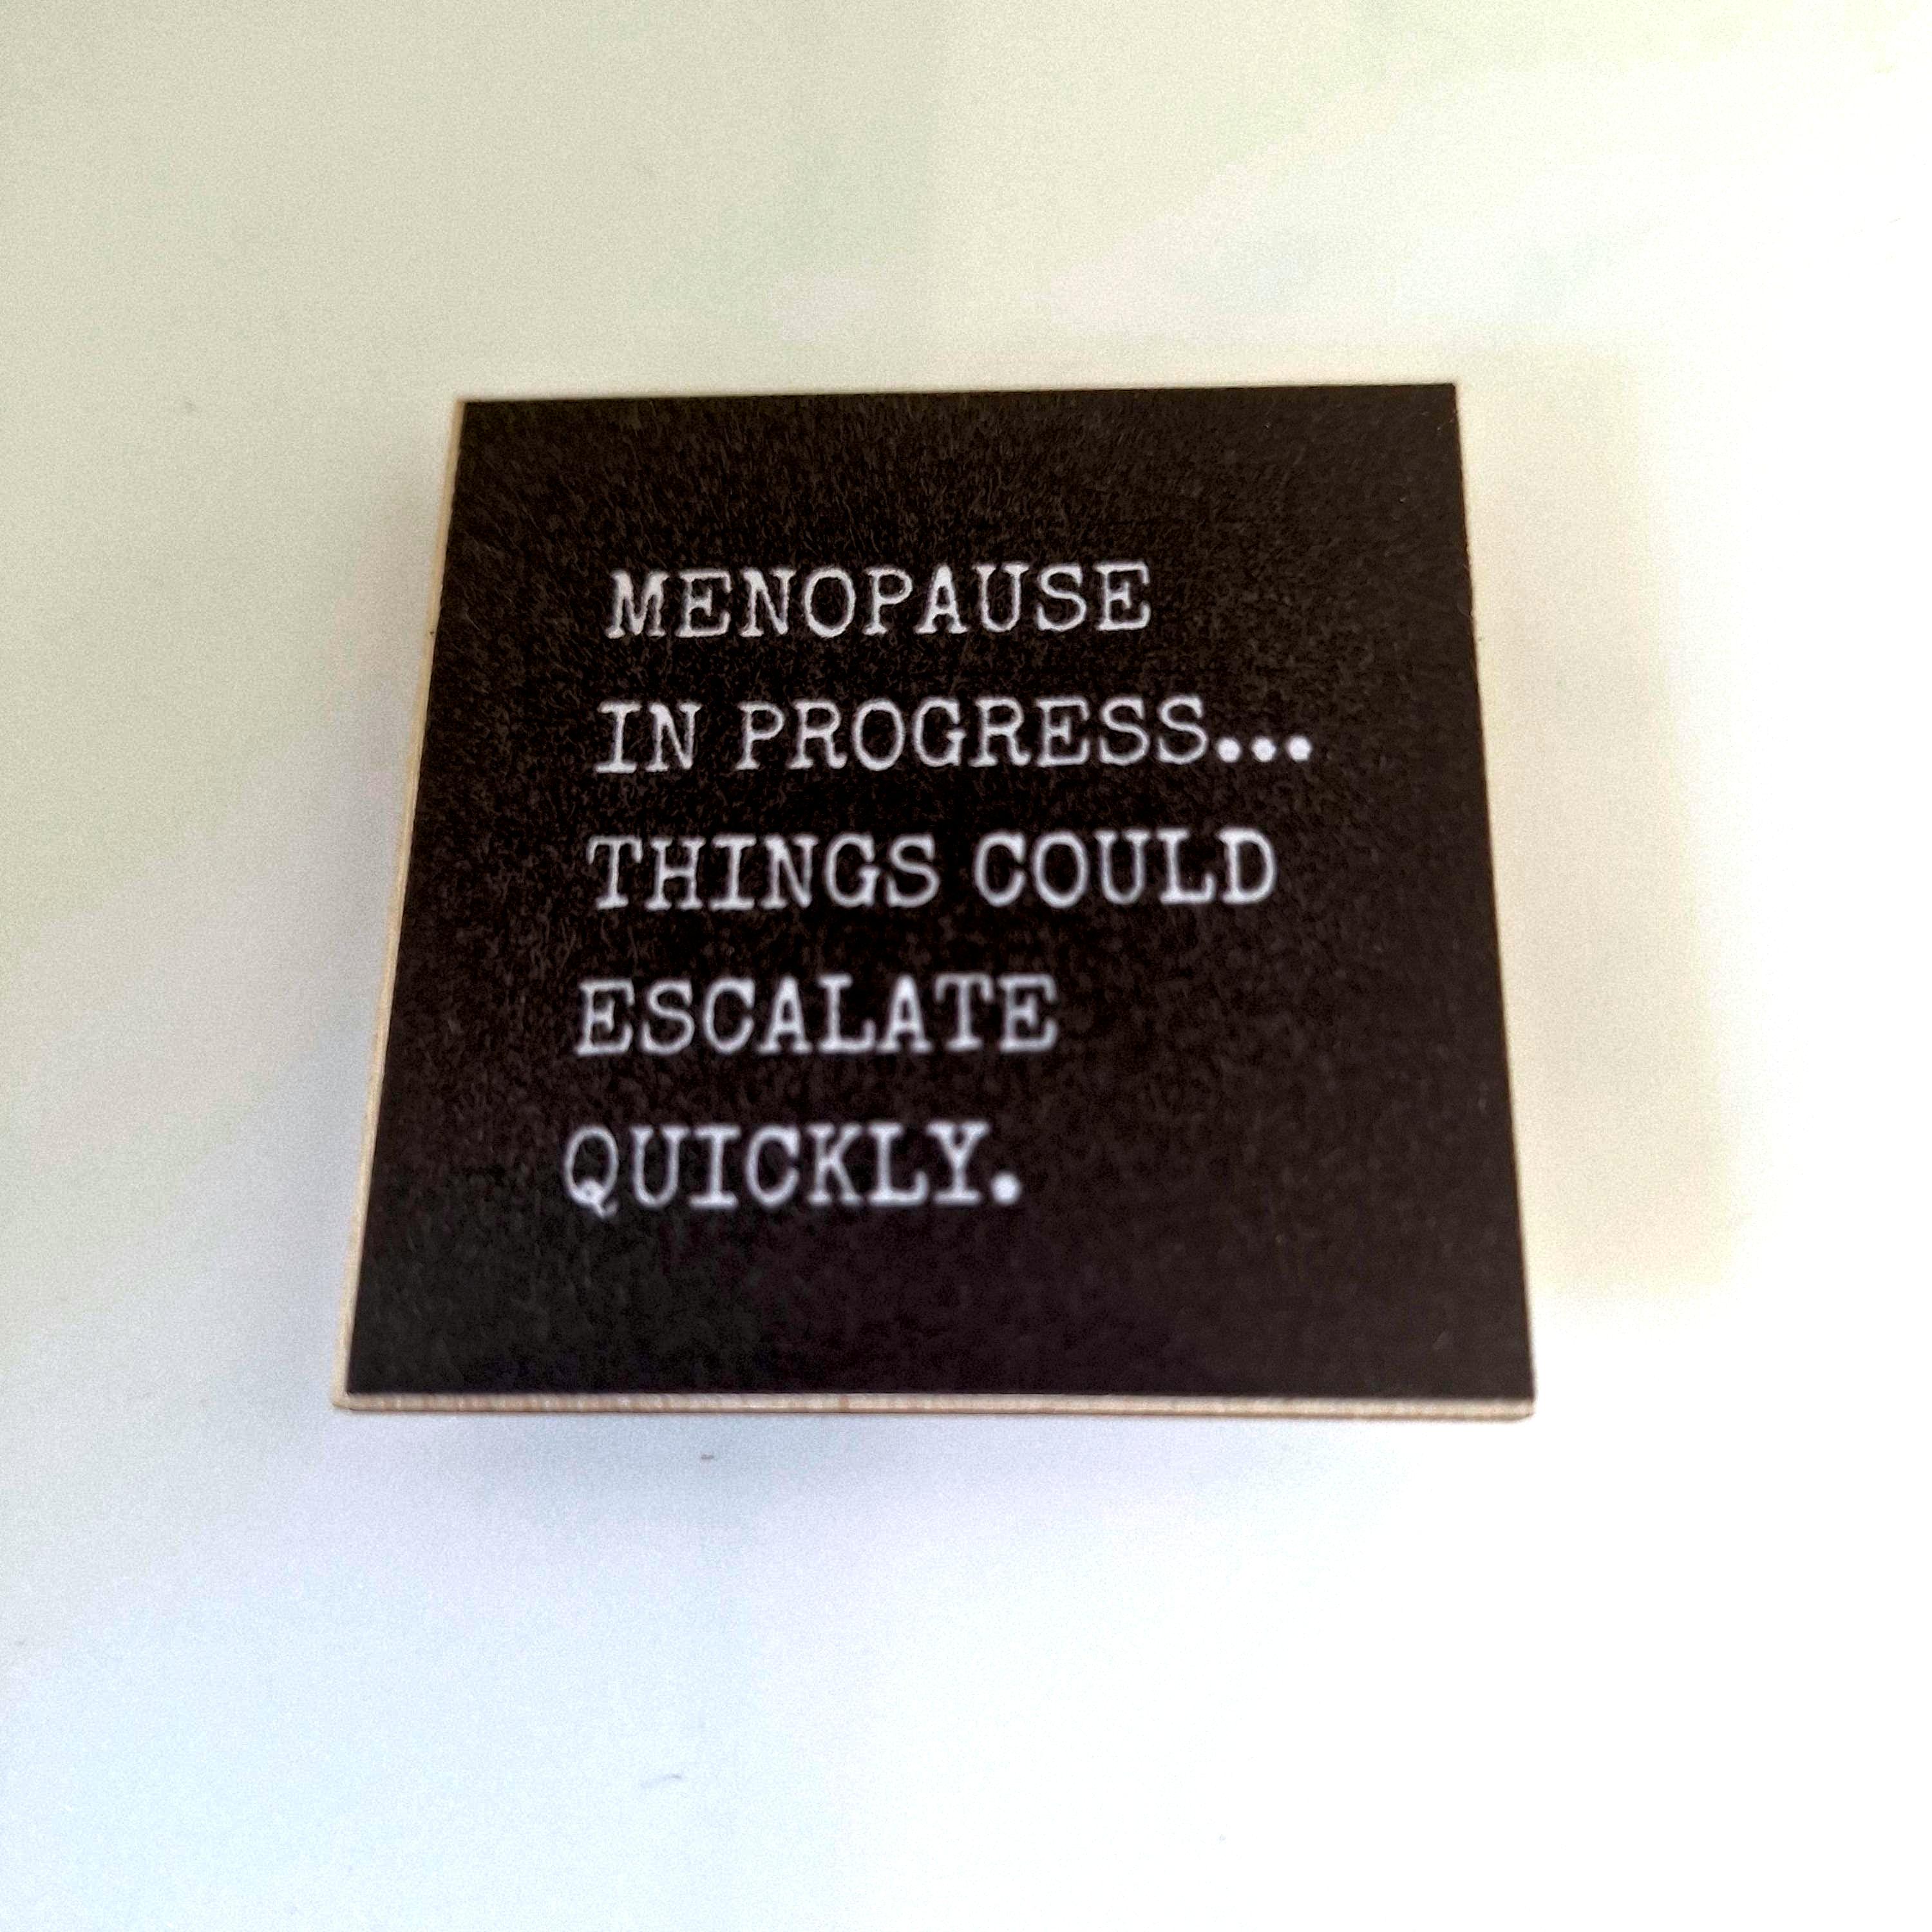 MENOPAUSE
IN PROGRESS...
THINGS COULD
ESCALATE
QUICKLY.